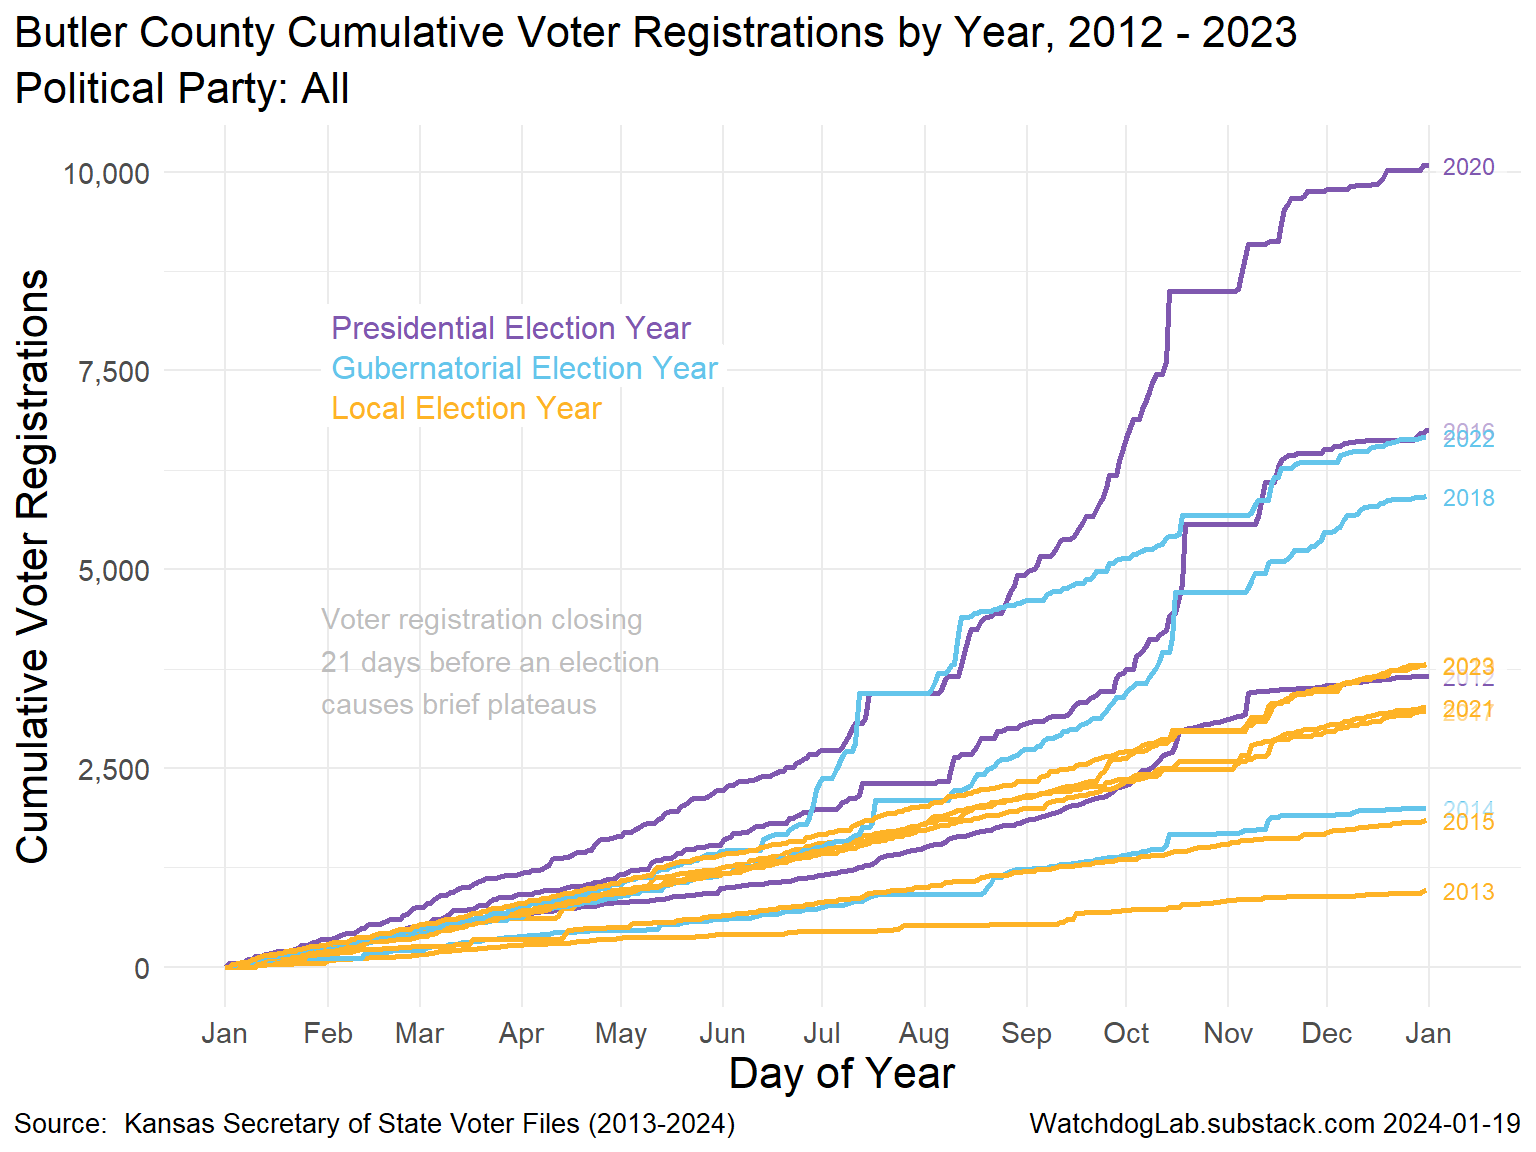 Butler County Cumulative Voter Registrations by Year, 2012 - 2023
Political Party: All
Cumulative Voter Registrations
10,000
7,500
5,000
2,500
0
Presidential Election Year
Gubernatorial Election Year
Local Election Year
Voter registration closing
21 days before an election
causes brief plateaus
2020
2016
2022
2018
2023
2012
2021
2017
2014
2015
2013
Jan Feb Mar Apr May Jun Jul Aug Sep Oct Nov Dec Jan
Day of Year
Source:  Kansas Secretary of State Voter Files (2013-2024)
WatchdogLab.substack.com 2024-01-19